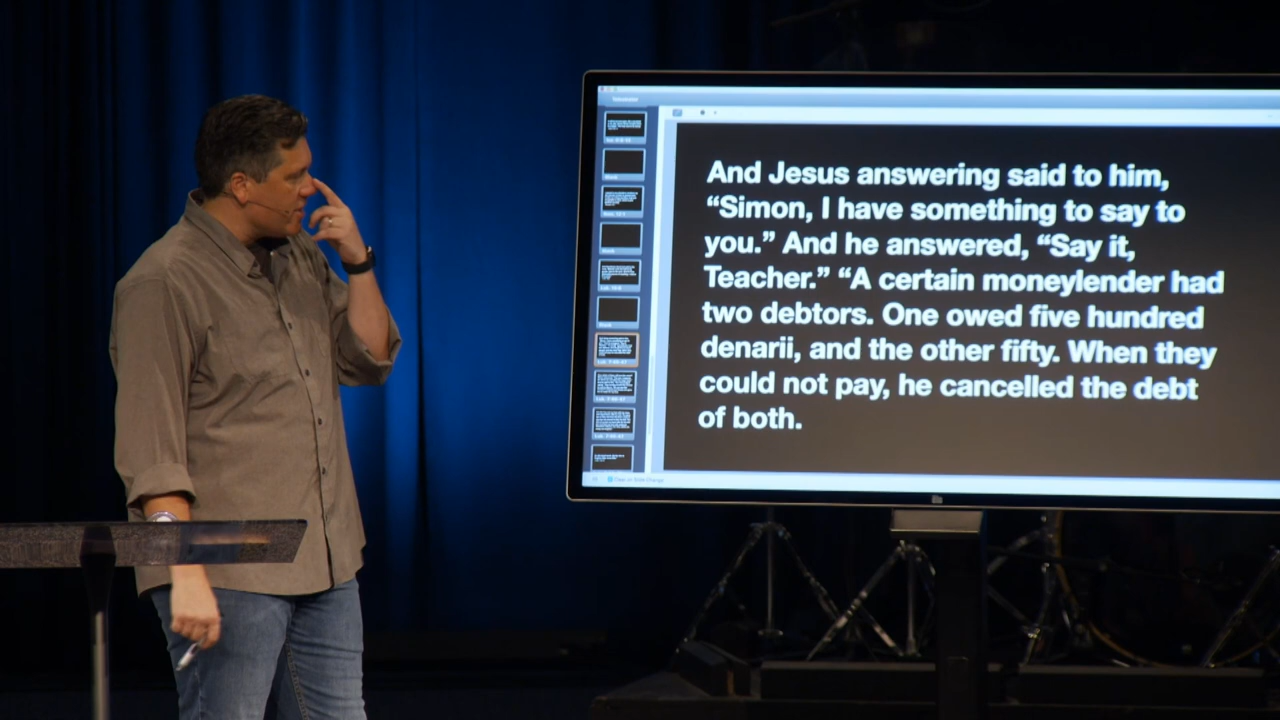 And Jesus answering said to him,
“Simon, I have something to say to
you.” And he answered, “Say it,
Teacher.” “A certain moneylender had
two debtors. One owed five hundred
denarii, and the other fifty. When they
could not pay, he cancelled the debt
of both.